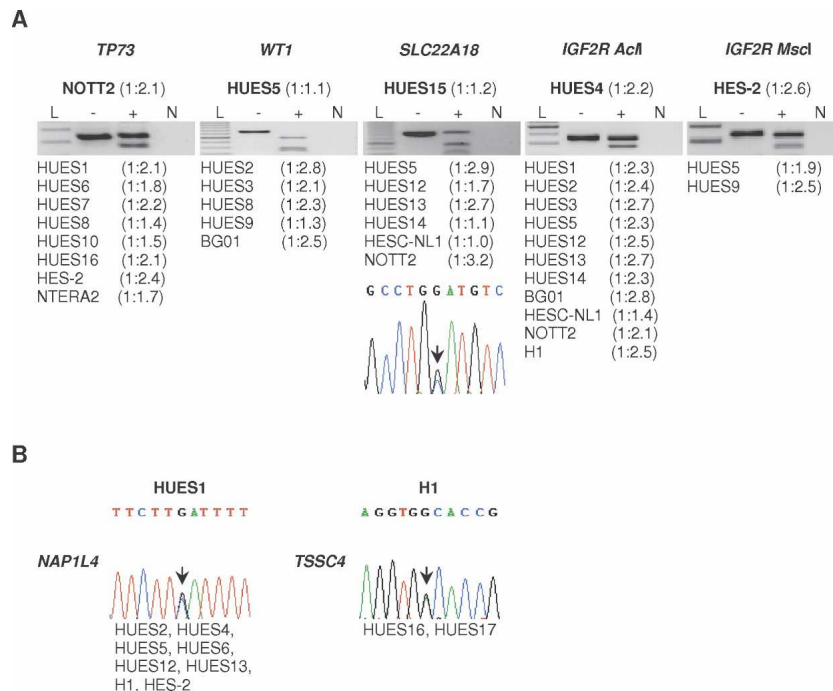 A
TP73
NOTT2 (1:2.1)
L - + N
HUES1 (1:2.1)
HUES6 (1:1.8)
HUES7 (1:2.2)
HUES8 (1:1.4)
HUES10 (1:1.5)
HUES16 (1:2.1)
HES-2 (1:2.4)
NTERA2 (1:1.7)
WT1
HUES5 (1:1.1)
L - + N
HUES2 (1:2.8)
HUES3 (1:2.1)
HUES8 (1:2.3)
HUES9 (1:1.3)
BG01 (1:2.5)
SLC22A18
HUES15 (1:1.2)
L - + N
HUES5 (1:2.9)
HUES12 (1:1.7)
HUES13 (1:2.7)
HUES14 (1:1.1)
HESC-NL1 (1:1.0)
NOTT2 (1:3.2)
G C C T G G A T G T C
IGF2R AclI
HUES4 (1:2.2)
L - + N
HUES1 (1:2.3)
HUES2 (1:2.4)
HUES3 (1:2.7)
HUES5 (1:2.3)
HUES12 (1:2.5)
HUES13 (1:2.7)
HUES14 (1:2.3)
BG01 (1:2.8)
HESC-NL1 (1:1.4)
NOTT2 (1:2.1)
H1 (1:2.5)
IGF2R MscI
HES-2 (1:2.6)
L - + N
HUES5 (1:1.9)
HUES9 (1:2.5)
B
HUES1
T T C T T G A T T T T
NAP1L4
HUES2, HUES4,
HUES5, HUES6,
HUES12, HUES13,
H1, HES-2
H1
A G G T G G C A C C G
TSSC4
HUES16, HUES17